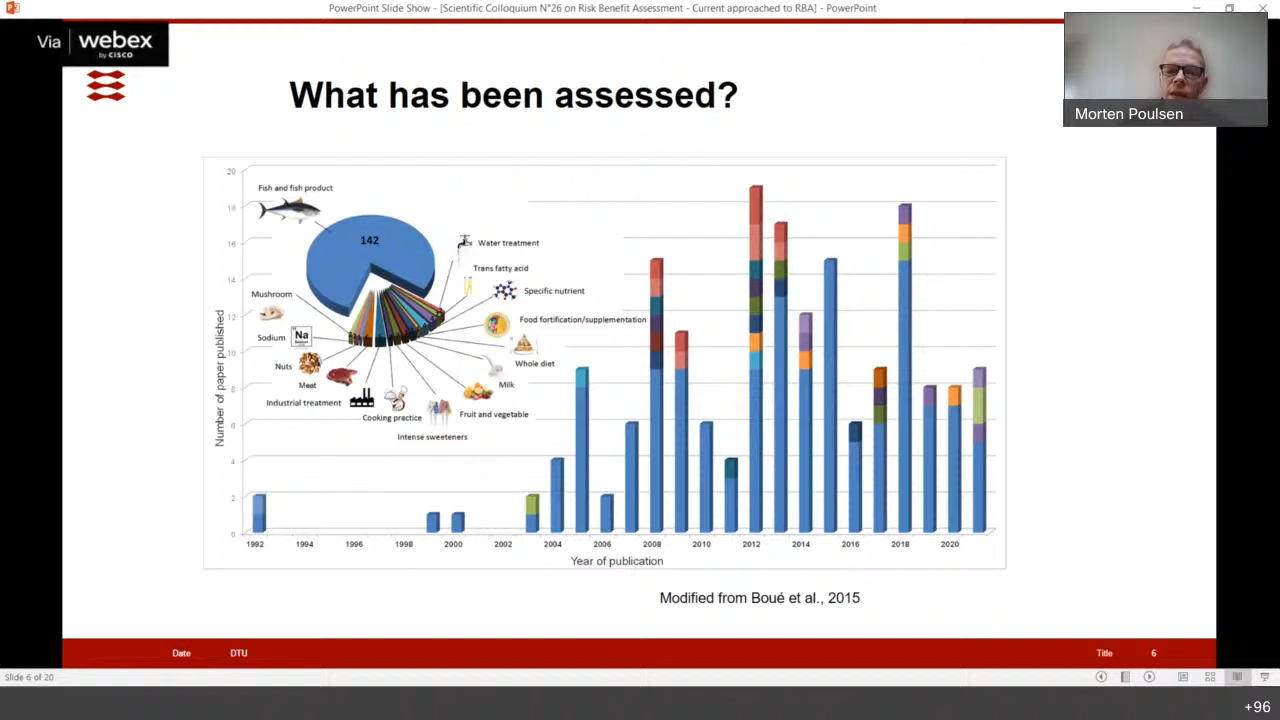 PowerPoint Slide Show - [Scientific Colloquium N°26 on Risk Benefit Assessment - Current approached to RBA] - PowerPoint
Via webex
by CISCO
Morten Poulsen
What has been assessed?
Number of paper published
20
18
16
14
12
10
8
6
4
2
0
Fish and fish product
142
Water treatment
Trans fatty acid
Specific nutrient
Food fortification/supplementation
Whole diet
Milk
Fruit and vegetable
Intense sweeteners
Cooking practice
Industrial treatment
Meat
Nuts
Sodium
Na
Mushroom
1992 1994 1996 1998 2000 2002 2004 2006 2008 2010 2012 2014 2016 2018 2020
Year of publication
Modified from Boué et al., 2015
Date DTU Title 6
Slide 6 of 20
+96